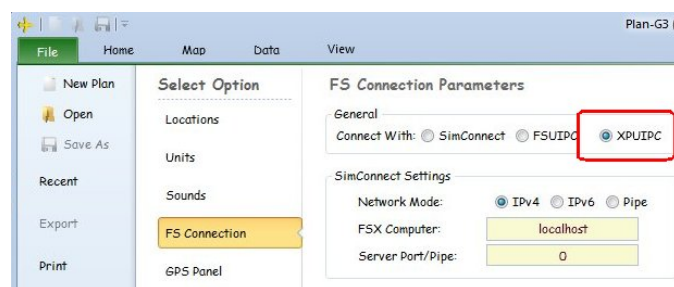 Plan-G3
File Home Map Data View
New Plan
Open
Save As
Recent
Export
Print
Select Option
Locations
Units
Sounds
FS Connection
GPS Panel
FS Connection Parameters
General
Connect With: SimConnect FSUIPC XPUIPC
SimConnect Settings
Network Mode: IPv4 IPv6 Pipe
FSX Computer: localhost
Server Port/Pipe: 0